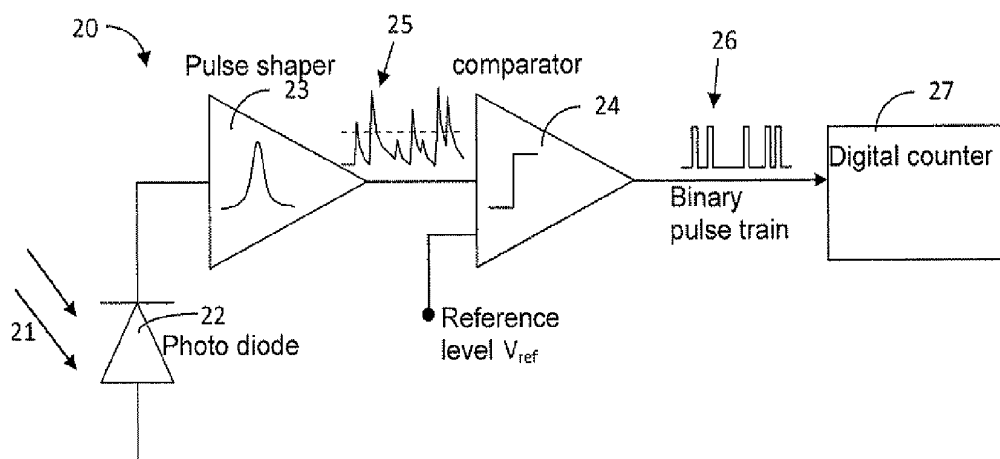 20
25
26
Pulse shaper
comparator
23
24
27
Digital counter
Binary
pulse train
21
22
Photo diode
Reference
level Vref